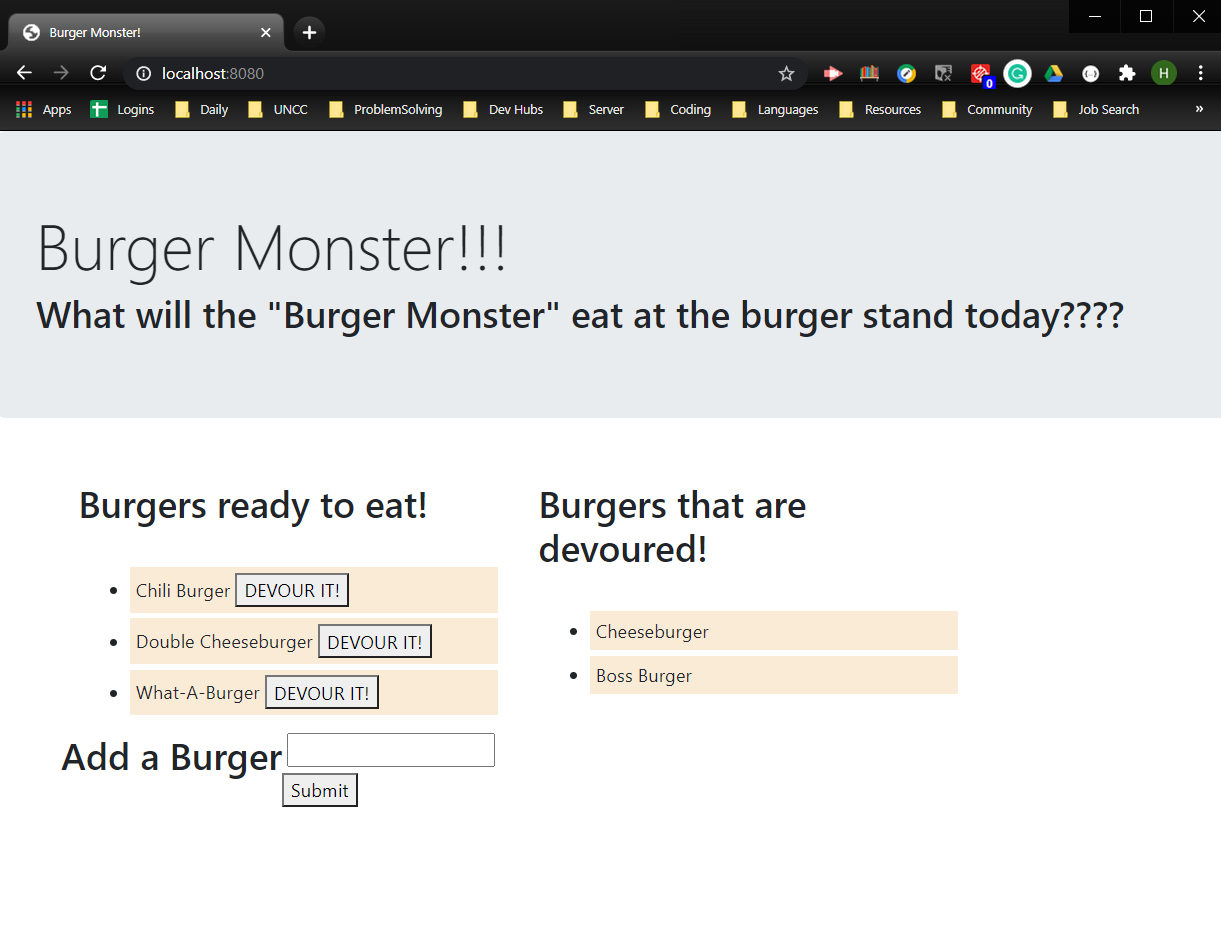 Burger Monster!
localhost:8080
0
H
Apps Logins Daily UNCC ProblemSolving Dev Hubs Server Coding Languages Resources Community Job Search »
Burger Monster!!!
What will the "Burger Monster" eat at the burger stand today????
Burgers ready to eat!
Chili Burger DEVOUR IT!
Double Cheeseburger DEVOUR IT!
What-A-Burger DEVOUR IT!
Add a Burger
Submit
Burgers that are
devoured!
Cheeseburger
Boss Burger